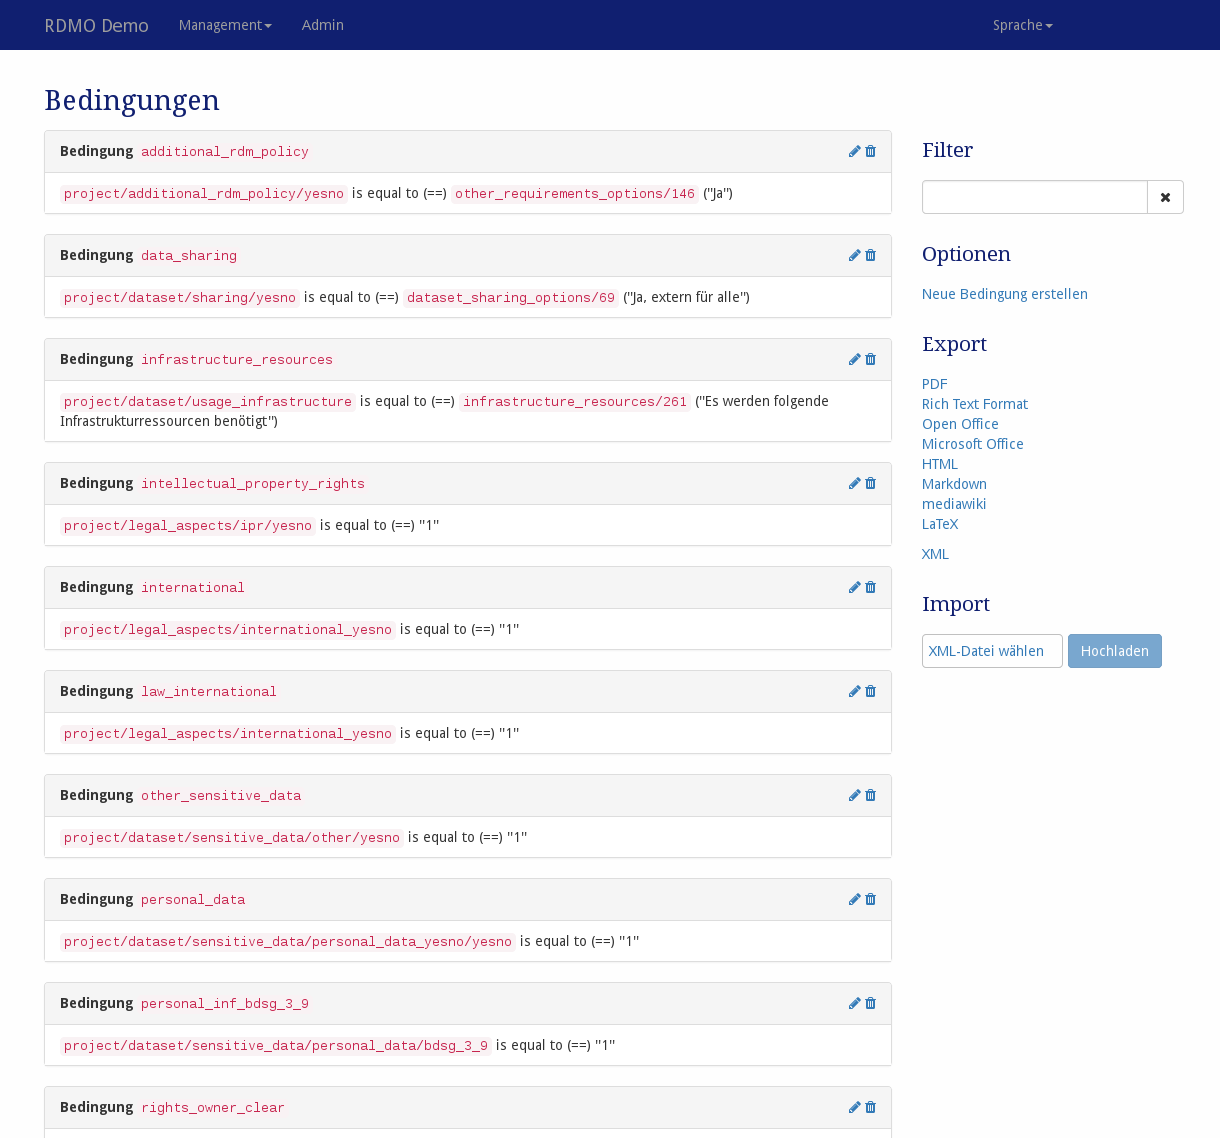 RDMO Demo Management Admin Sprache
Bedingungen
Bedingung additional_rdm_policy
project/additional_rdm_policy/yesno is equal to (==) other_requirements_options/146 ("Ja")
Bedingung data_sharing
project/dataset/sharing/yesno is equal to (==) dataset_sharing_options/69 ("Ja, extern für alle")
Bedingung infrastructure_resources
project/dataset/usage_infrastructure is equal to (==) infrastructure_resources/261 ("Es werden folgende
Infrastrukturressourcen benötigt")
Bedingung intellectual_property_rights
project/legal_aspects/ipr/yesno is equal to (==) "1"
Bedingung international
project/legal_aspects/international_yesno is equal to (==) "1"
Bedingung law_international
project/legal_aspects/international_yesno is equal to (==) "1"
Bedingung other_sensitive_data
project/dataset/sensitive_data/other/yesno is equal to (==) "1"
Bedingung personal_data
project/dataset/sensitive_data/personal_data_yesno/yesno is equal to (==) "1"
Bedingung personal_inf_bdsg_3_9
project/dataset/sensitive_data/personal_data/bdsg_3_9 is equal to (==) "1"
Bedingung rights_owner_clear
Filter
Optionen
Neue Bedingung erstellen
Export
PDF
Rich Text Format
Open Office
Microsoft Office
HTML
Markdown
mediawiki
LaTeX
XML
Import
XML-Datei wählen Hochladen